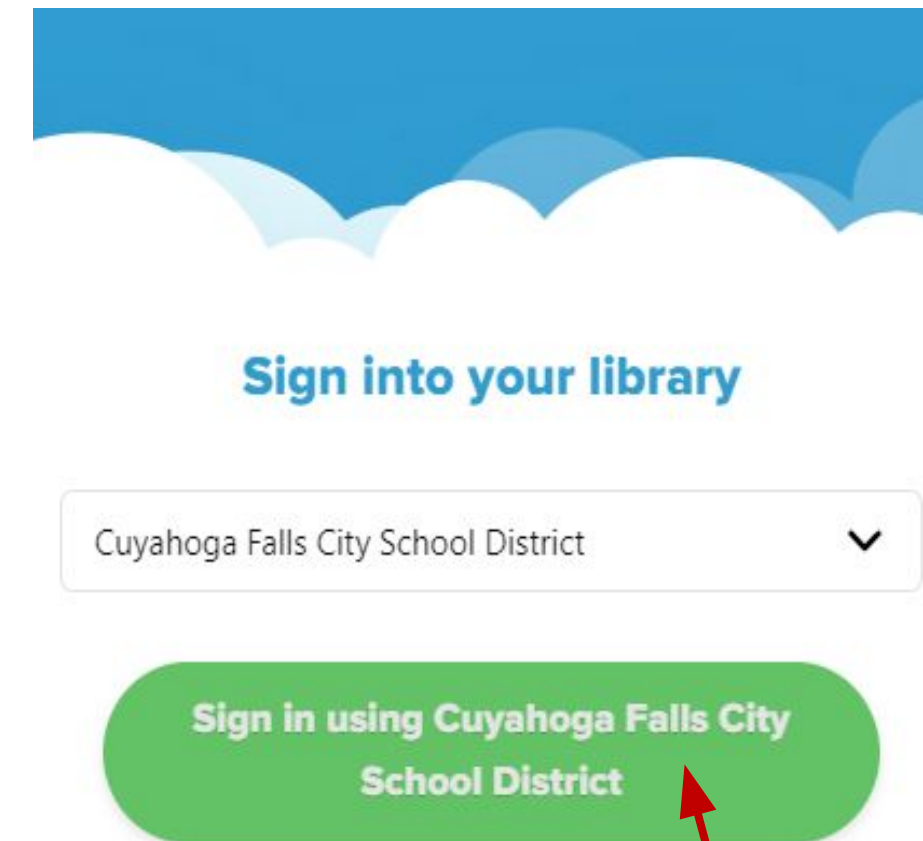 Sign into your library
Cuyahoga Falls City School District
Sign in using Cuyahoga Falls City
School District